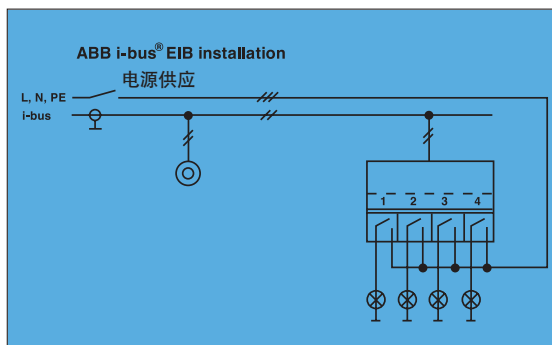 ABB i-bus® EIB installation
电源供应
L, N, PE
i-bus
1 2 3 4